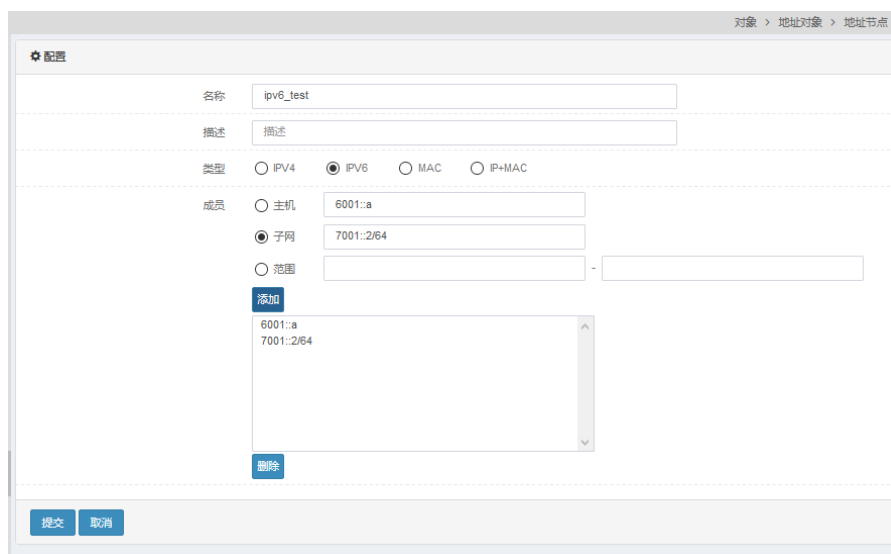 对象 > 地址对象 > 地址节点
配置
名称 ipv6_test
描述 描述
类型 IPV4 IPV6 MAC IP+MAC
成员 主机 6001::a
子网 7001::2/64
范围 -
添加
6001::a
7001::2/64
删除
提交 取消